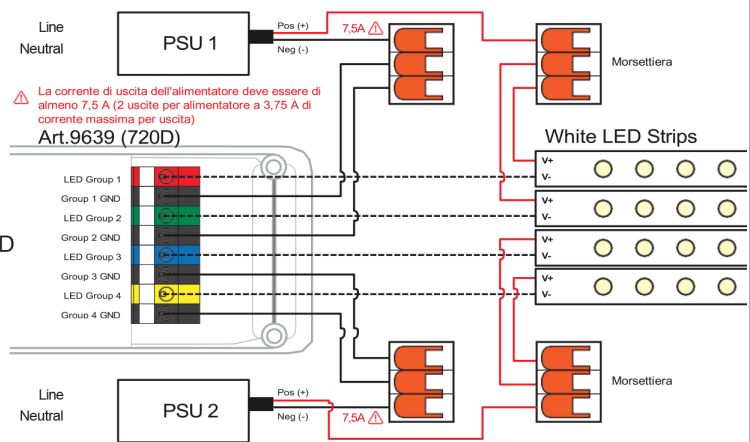 Line
Neutral
PSU 1
Pos (+)
Neg (-)
7,5A
Morsettiera
La corrente di uscita dell'alimentatore deve essere di
almeno 7,5 A (2 uscite per alimentatore a 3,75 A di
corrente massima per uscita)
Art.9639 (720D)
White LED Strips
LED Group 1
Group 1 GND
LED Group 2
Group 2 GND
LED Group 3
Group 3 GND
LED Group 4
Group 4 GND
D
V+
V-
V+
V-
V+
V-
V+
V-
Line
Neutral
PSU 2
Pos (+)
Neg (-)
7,5A
Morsettiera